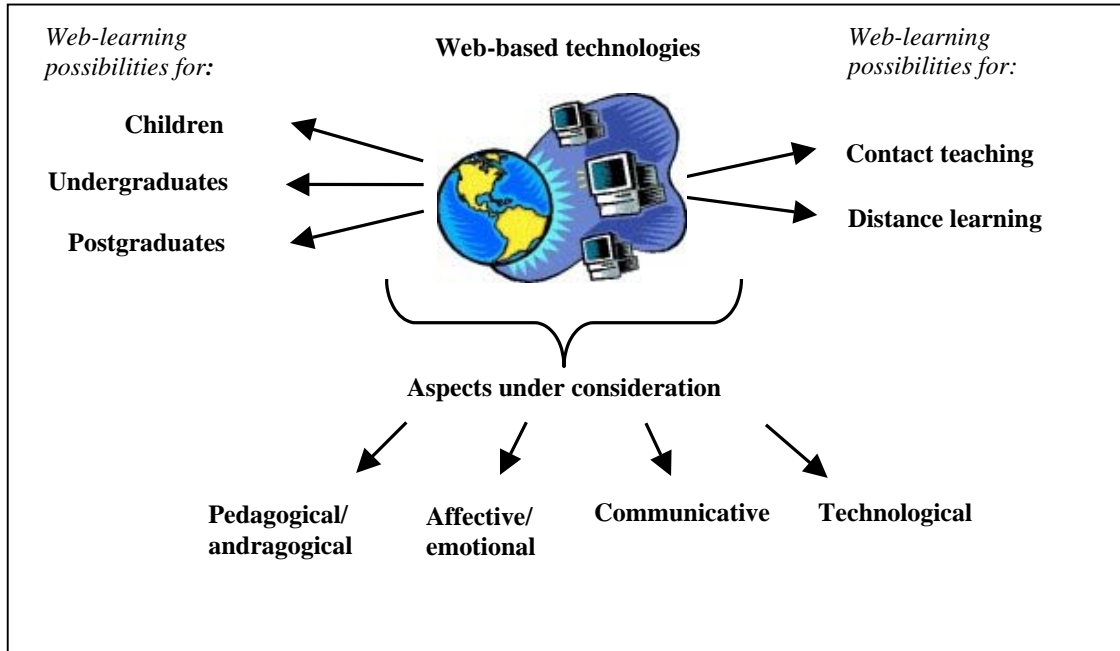 Web-learning
possibilities for:
Web-based technologies
Web-learning
possibilities for:
Children
Undergraduates
Postgraduates
Contact teaching
Distance learning
Aspects under consideration
Pedagogical/
andragogical
Affective/
emotional
Communicative
Technological